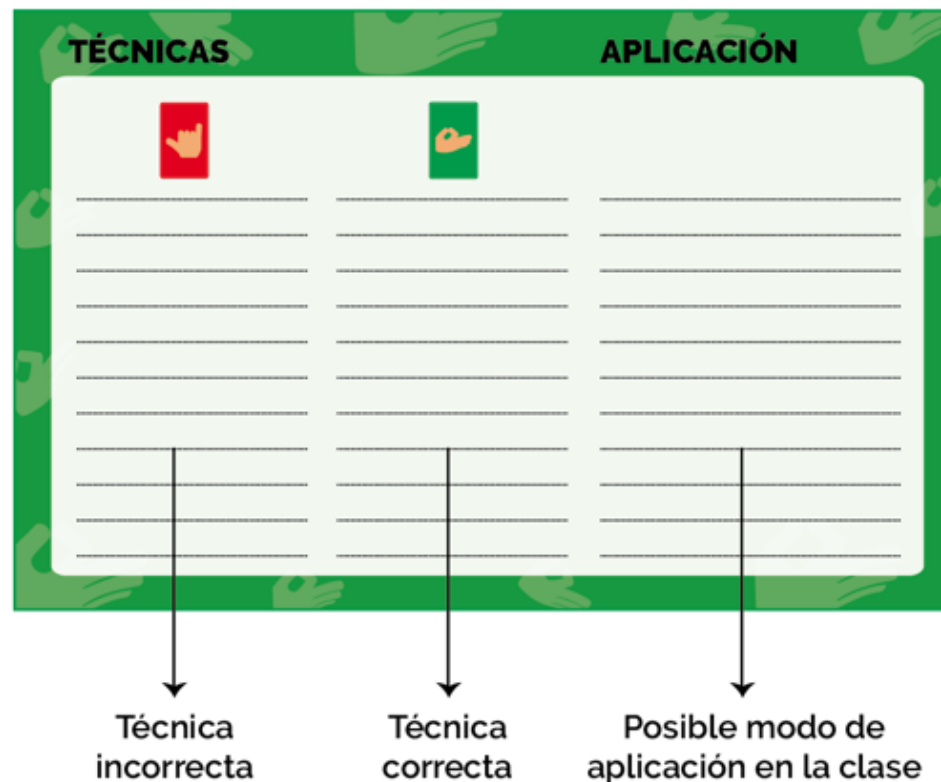 TÉCNICAS
APLICACIÓN
Técnica
incorrecta
Técnica
correcta
Posible modo de
aplicación en la clase